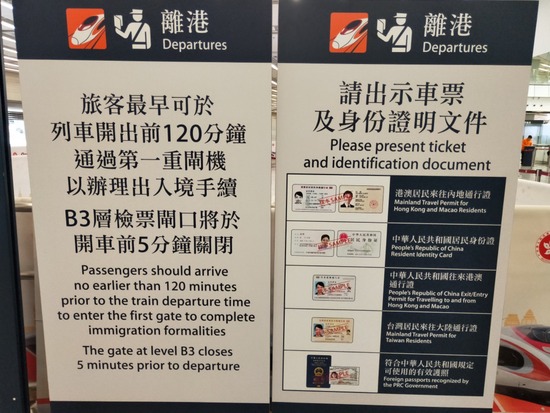 離港
Departures
旅客最早可於
列車開出前120分鐘
通過第一重閘機
以辦理出入境手續
B3層檢票閘口將於
開車前5分鐘關閉
Passengers should arrive
no earlier than 120 minutes
prior to the train departure time
to enter the first gate to complete
immigration formalities
The gate at level B3 closes
5 minutes prior to departure
離港
Departures
請出示車票
及身份證明文件
Please present ticket
and identification document
港澳居民來往內地通行證
Mainland Travel Permit for
Hong Kong and Macao Residents
中華人民共和國居民身份證
People's Republic of China
Resident Identity Card
中華人民共和國往來港澳
通行證
People's Republic of China Exit/Entry
Permit for Travelling to and from
Hong Kong and Macao
台灣居民來往大陸通行證
Mainland Travel Permit for
Taiwan Residents
符合中華人民共和國規定
可使用的有效護照
Foreign passports recognized by
the PRC Government